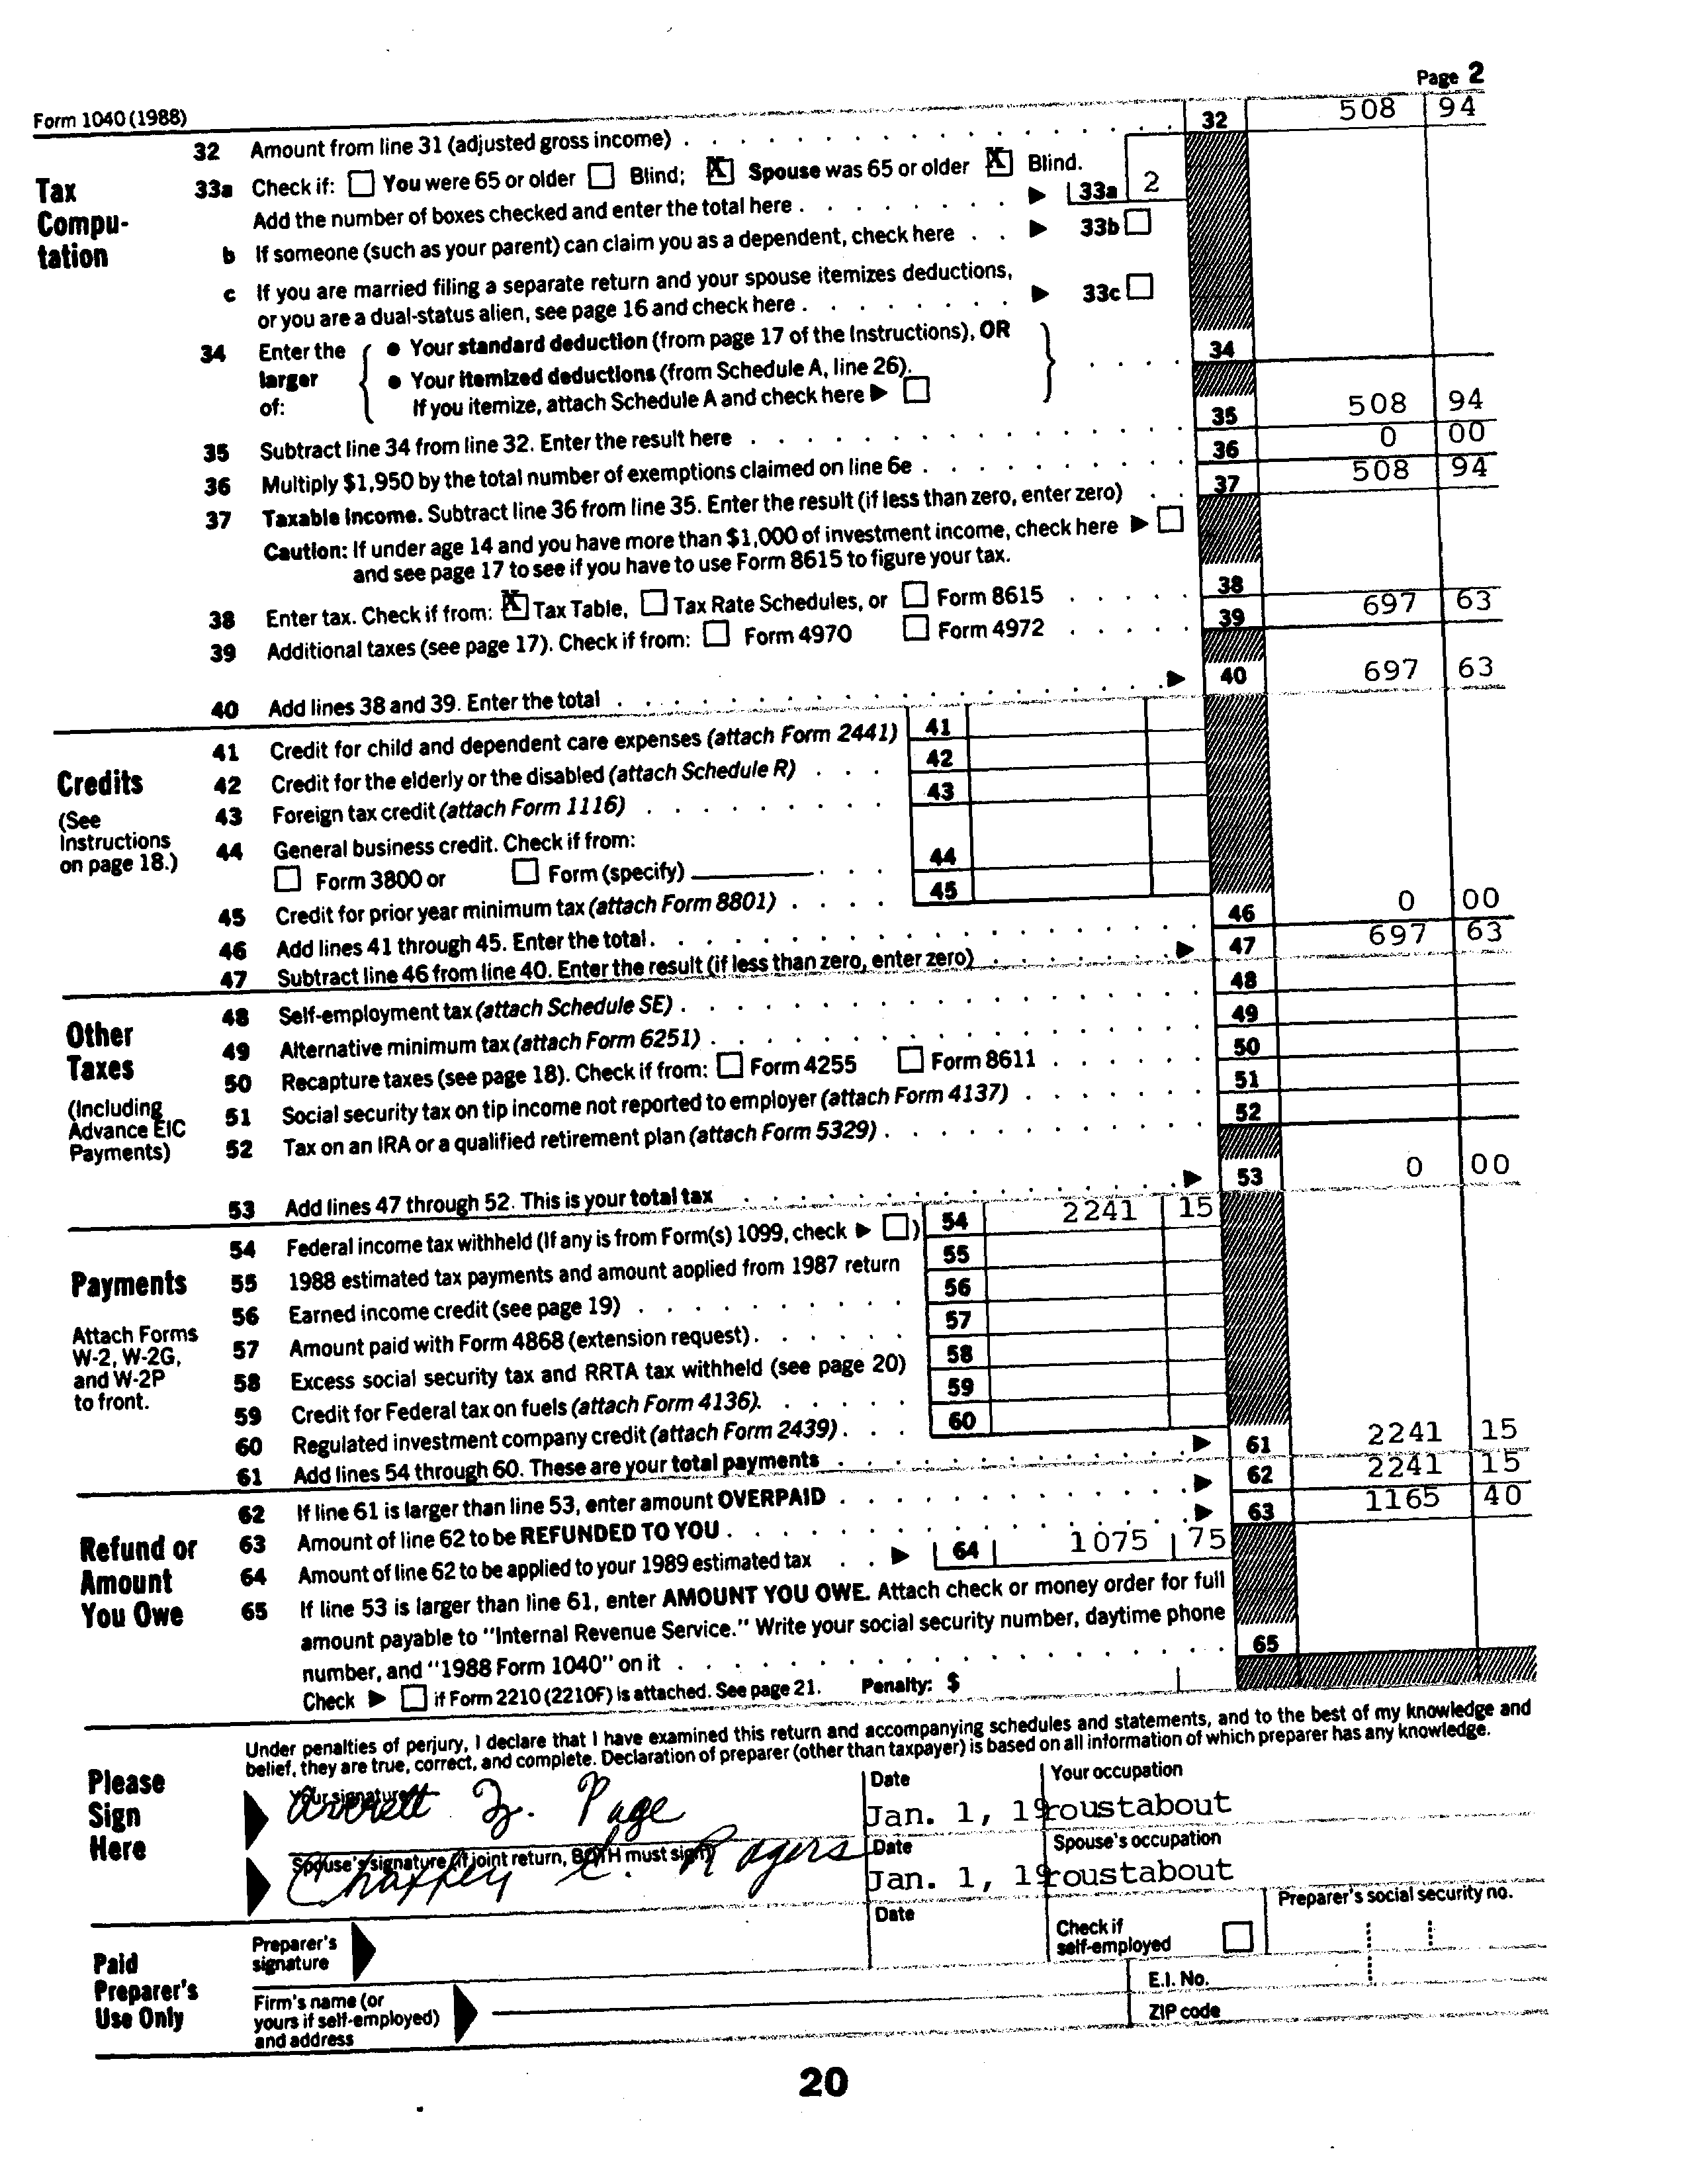 Page 2
Form 1040 (1988)
32 Amount from line 31 (adjusted gross income) . . . . . . . . . . . . . 32 508 94
Tax Compu- tation
33a Check if: You were 65 or older Blind; X Spouse was 65 or older X Blind.
Add the number of boxes checked and enter the total here . . . . . . . . ▶ 33a 2
b If someone (such as your parent) can claim you as a dependent, check here . . ▶ 33b
c If you are married filing a separate return and your spouse itemizes deductions,
or you are a dual-status alien, see page 16 and check here . . . . . . . ▶ 33c
34 Enter the larger of: { ● Your standard deduction (from page 17 of the Instructions), OR } . . . . 34
● Your itemized deductions (from Schedule A, line 26).
If you itemize, attach Schedule A and check here ▶
35 Subtract line 34 from line 32. Enter the result here . . . . . . . . . . . . 35 508 94
36 Multiply $1,950 by the total number of exemptions claimed on line 6e . . . . . . . . 36 0 00
37 Taxable income. Subtract line 36 from line 35. Enter the result (if less than zero, enter zero) . . 37 508 94
Caution: If under age 14 and you have more than $1,000 of investment income, check here ▶
and see page 17 to see if you have to use Form 8615 to figure your tax.
38 Enter tax. Check if from: X Tax Table, Tax Rate Schedules, or Form 8615 . . . . . 38
39 Additional taxes (see page 17). Check if from: Form 4970 Form 4972 . . . . . 39 697 63
40 Add lines 38 and 39. Enter the total . . . . . . . . . . . . . . ▶ 40 697 63
Credits
(See Instructions on page 18.)
41 Credit for child and dependent care expenses (attach Form 2441) 41
42 Credit for the elderly or the disabled (attach Schedule R) . . . 42
43 Foreign tax credit (attach Form 1116) . . . . . . . . 43
44 General business credit. Check if from:
Form 3800 or Form (specify) . . . 44
45 Credit for prior year minimum tax (attach Form 8801) . . . . 45
46 Add lines 41 through 45. Enter the total. . . . . . . . . . . . . 46 0 00
47 Subtract line 46 from line 40. Enter the result (if less than zero, enter zero) . . . . . . . ▶ 47 697 63
Other Taxes
(Including Advance EIC Payments)
48 Self-employment tax (attach Schedule SE) . . . . . . . . . . . . . 48
49 Alternative minimum tax (attach Form 6251) . . . . . . . . . . . . 49
50 Recapture taxes (see page 18). Check if from: Form 4255 Form 8611 . . . . . . 50
51 Social security tax on tip income not reported to employer (attach Form 4137) . . . . . . . 51
52 Tax on an IRA or a qualified retirement plan (attach Form 5329) . . . . . . . . . . 52
53 Add lines 47 through 52. This is your total tax . . . . . . . . . . . . ▶ 53 0 00
Payments
Attach Forms W-2, W-2G, and W-2P to front.
54 Federal income tax withheld (If any is from Form(s) 1099, check ▶ ) 54 2241 15
55 1988 estimated tax payments and amount applied from 1987 return 55
56 Earned income credit (see page 19) . . . . . . . . . 56
57 Amount paid with Form 4868 (extension request). . . . . . 57
58 Excess social security tax and RRTA tax withheld (see page 20) 58
59 Credit for Federal tax on fuels (attach Form 4136). . . . . . 59
60 Regulated investment company credit (attach Form 2439) . . . 60
61 Add lines 54 through 60. These are your total payments . . . . . . . . . ▶ 61 2241 15
Refund or Amount You Owe
62 If line 61 is larger than line 53, enter amount OVERPAID . . . . . . . . . . ▶ 62 2241 15
63 Amount of line 62 to be REFUNDED TO YOU . . . . . . . . . . . . ▶ 63 1165 40
64 Amount of line 62 to be applied to your 1989 estimated tax . . ▶ 64 1075 75
65 If line 53 is larger than line 61, enter AMOUNT YOU OWE. Attach check or money order for full
amount payable to "Internal Revenue Service." Write your social security number, daytime phone
number, and "1988 Form 1040" on it . . . . . . . . . . . . . . 65
Check ▶ if Form 2210 (2210F) is attached. See page 21. Penalty: $
Please Sign Here
Under penalties of perjury, I declare that I have examined this return and accompanying schedules and statements, and to the best of my knowledge and
belief, they are true, correct, and complete. Declaration of preparer (other than taxpayer) is based on all information of which preparer has any knowledge.
Your signature Date Your occupation
Averett Z. Page Jan. 1, 19 roustabout
Spouse's signature (if joint return, BOTH must sign) Date Spouse's occupation
Chaffey C. Rogers Jan. 1, 19 roustabout
Paid Preparer's Use Only
Preparer's signature Date Check if self-employed Preparer's social security no.
Firm's name (or yours if self-employed) and address
E.I. No.
ZIP code
20